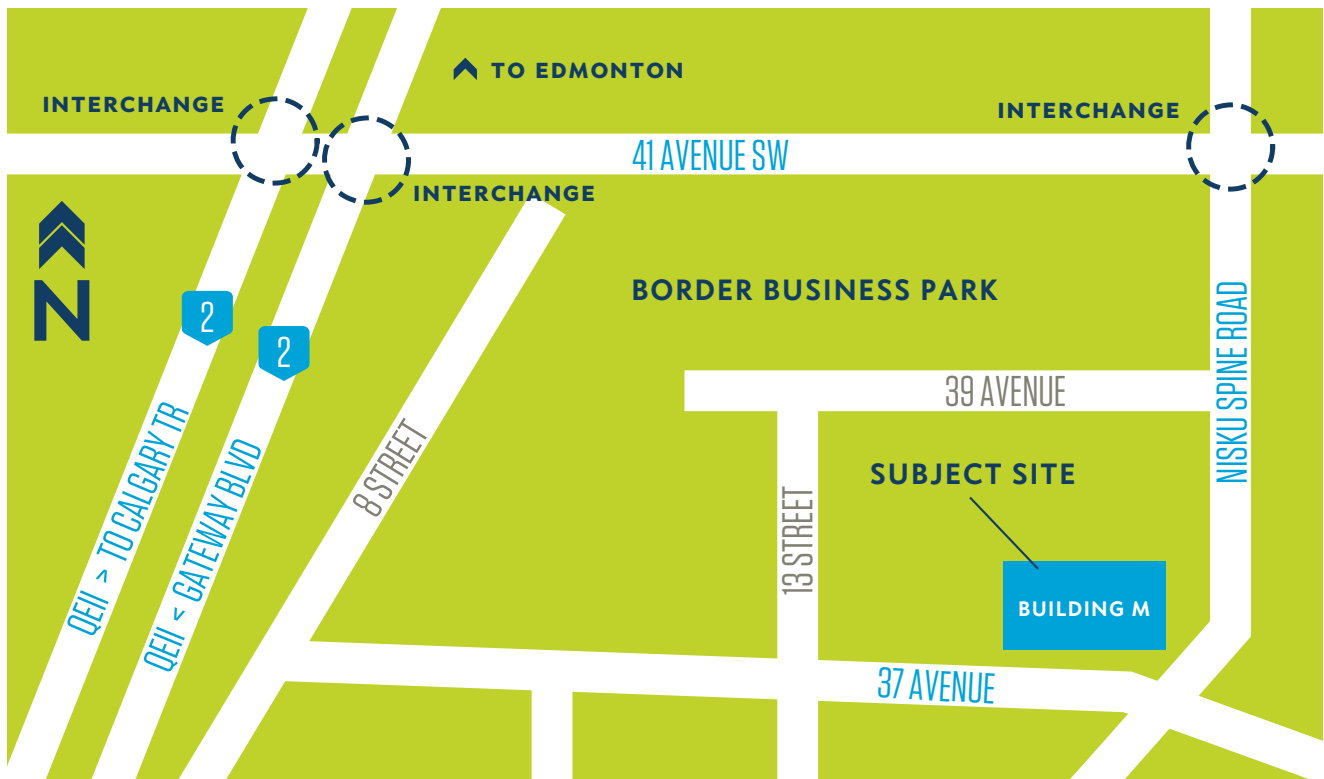 TO EDMONTON
INTERCHANGE
INTERCHANGE
41 AVENUE SW
INTERCHANGE
N
BORDER BUSINESS PARK
2
2
NISKU SPINE ROAD
39 AVENUE
QEII > TO CALGARY TR
QEII < GATEWAY BLVD
8 STREET
SUBJECT SITE
13 STREET
BUILDING M
37 AVENUE